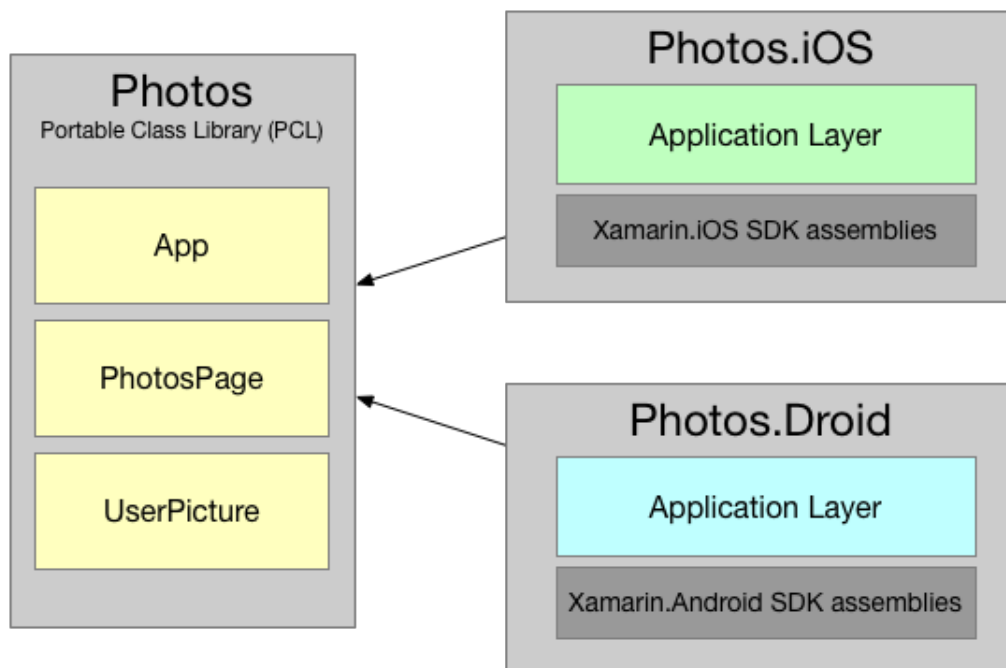 Photos
Portable Class Library (PCL)
App
PhotosPage
UserPicture
Photos.iOS
Application Layer
Xamarin.iOS SDK assemblies
Photos.Droid
Application Layer
Xamarin.Android SDK assemblies